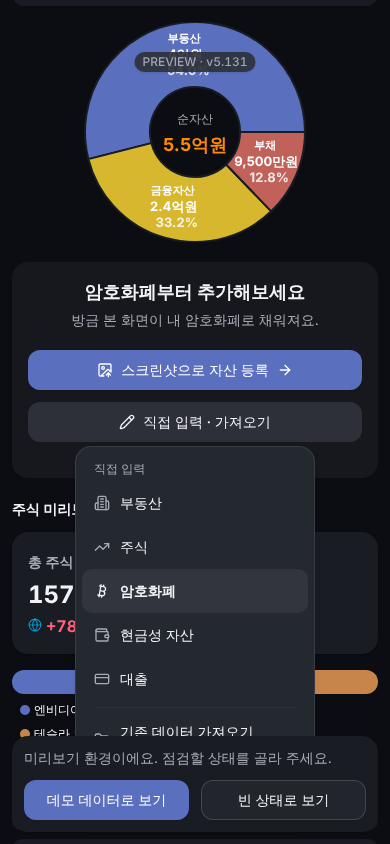 부동산
PREVIEW · v5.131
순자산
5.5억원
부채
9,500만원
12.8%
금융자산
2.4억원
33.2%
암호화폐부터 추가해보세요
방금 본 화면이 내 암호화폐로 채워져요.
스크린샷으로 자산 등록
직접 입력 · 가져오기
직접 입력
부동산
주식
암호화폐
현금성 자산
대출
기존 데이터 가져오기
주식
총 주식
157
+78
엔비디
테슬라
미리보기 환경이에요. 점검할 상태를 골라 주세요.
데모 데이터로 보기
빈 상태로 보기